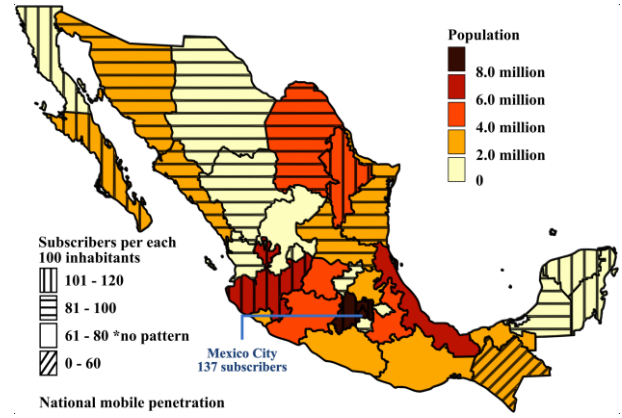 Population
8.0 million
6.0 million
4.0 million
2.0 million
0
Subscribers per each
100 inhabitants
101 - 120
81 - 100
61 - 80 *no pattern
0 - 60
Mexico City
137 subscribers
National mobile penetration